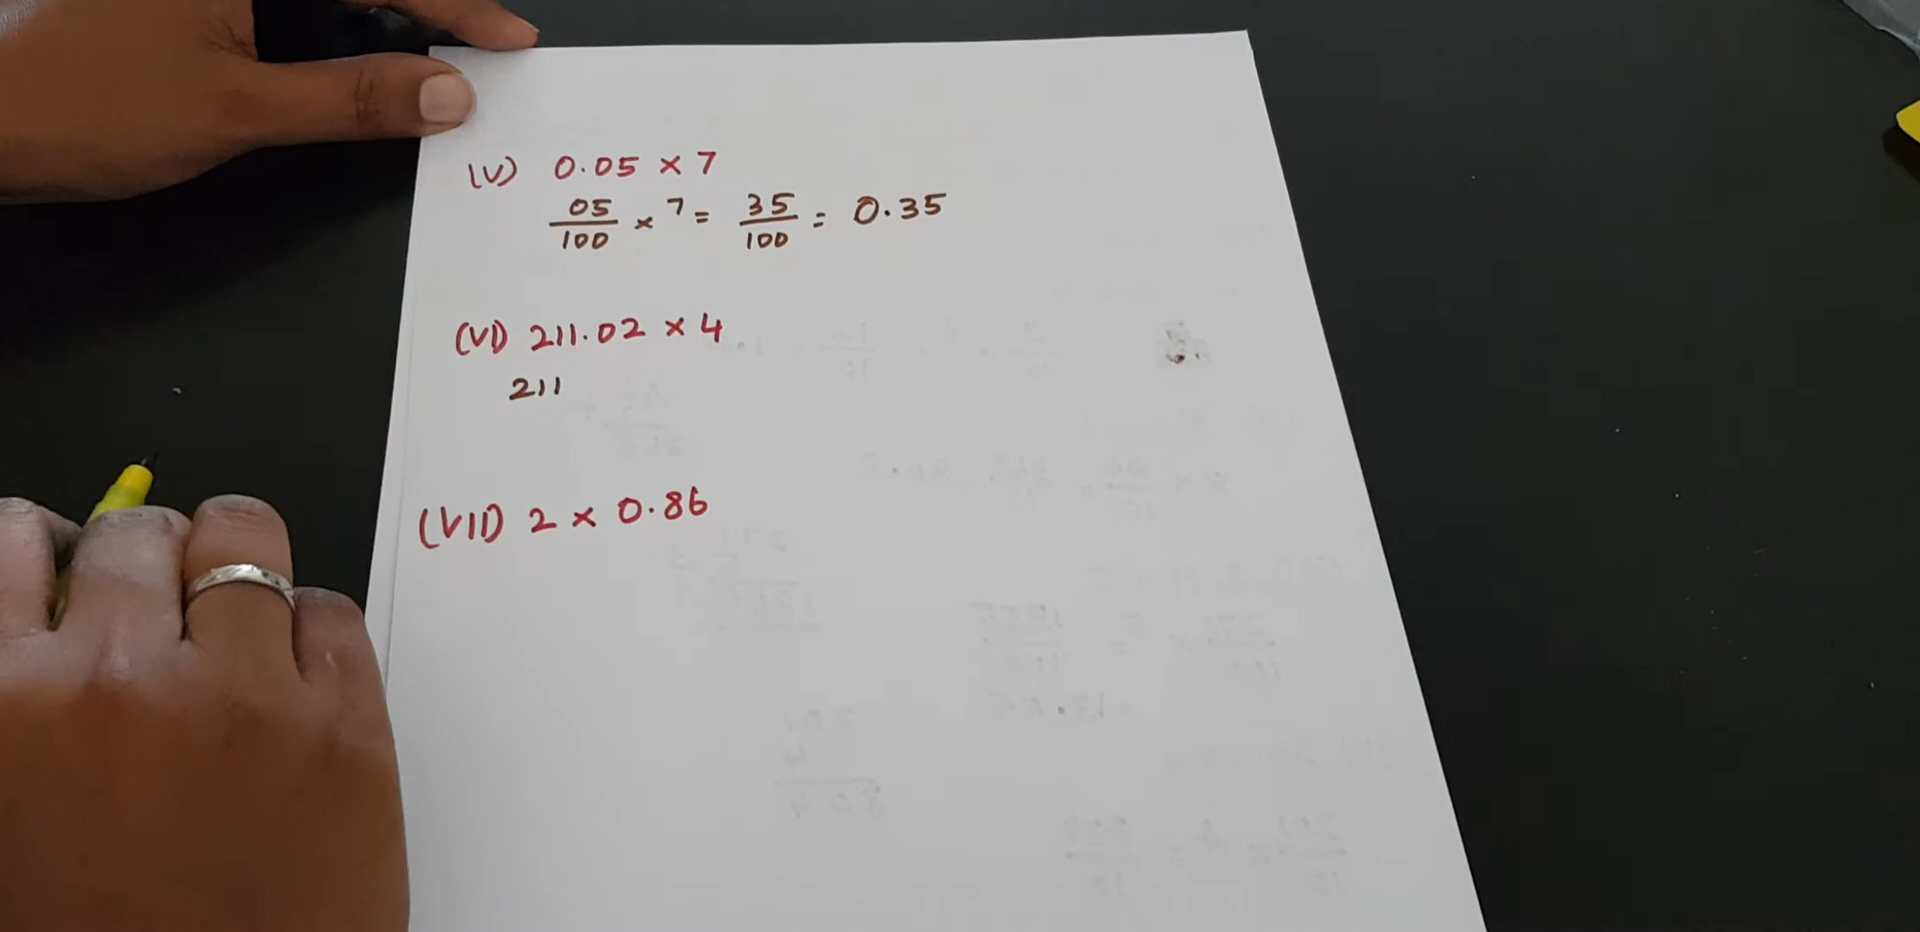 (V) 0.05 × 7
05/100 × 7 = 35/100 = 0.35
(VI) 211.02 × 4
211
(VII) 2 × 0.86